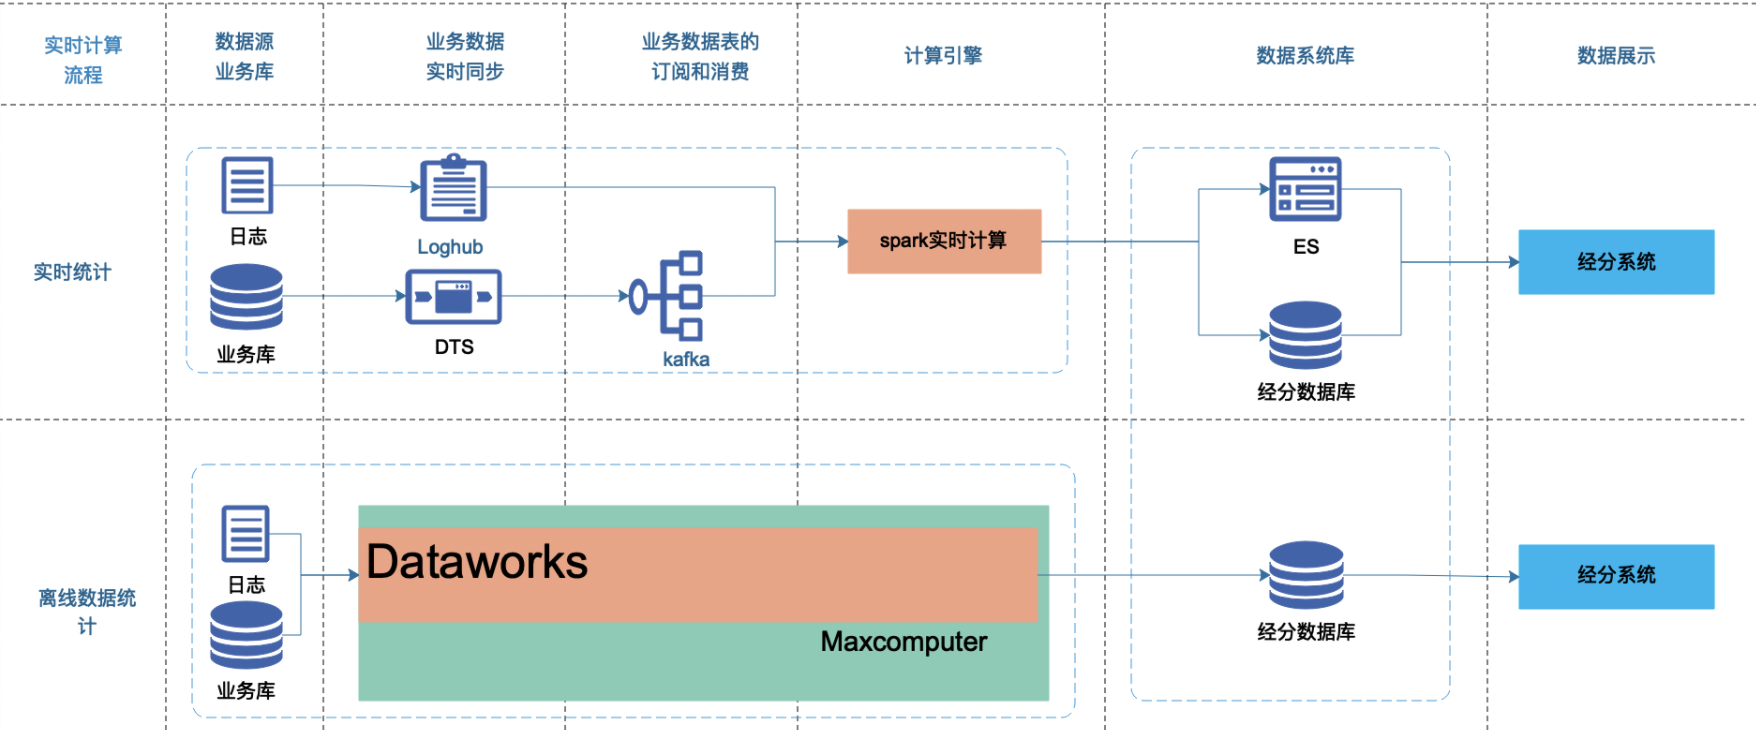 实时计算
流程
数据源
业务库
业务数据
实时同步
业务数据表的
订阅和消费
计算引擎
数据系统库
数据展示
实时统计
日志
Loghub
业务库
DTS
kafka
spark实时计算
ES
经分数据库
经分系统
离线数据统
计
日志
业务库
Dataworks
Maxcomputer
经分数据库
经分系统